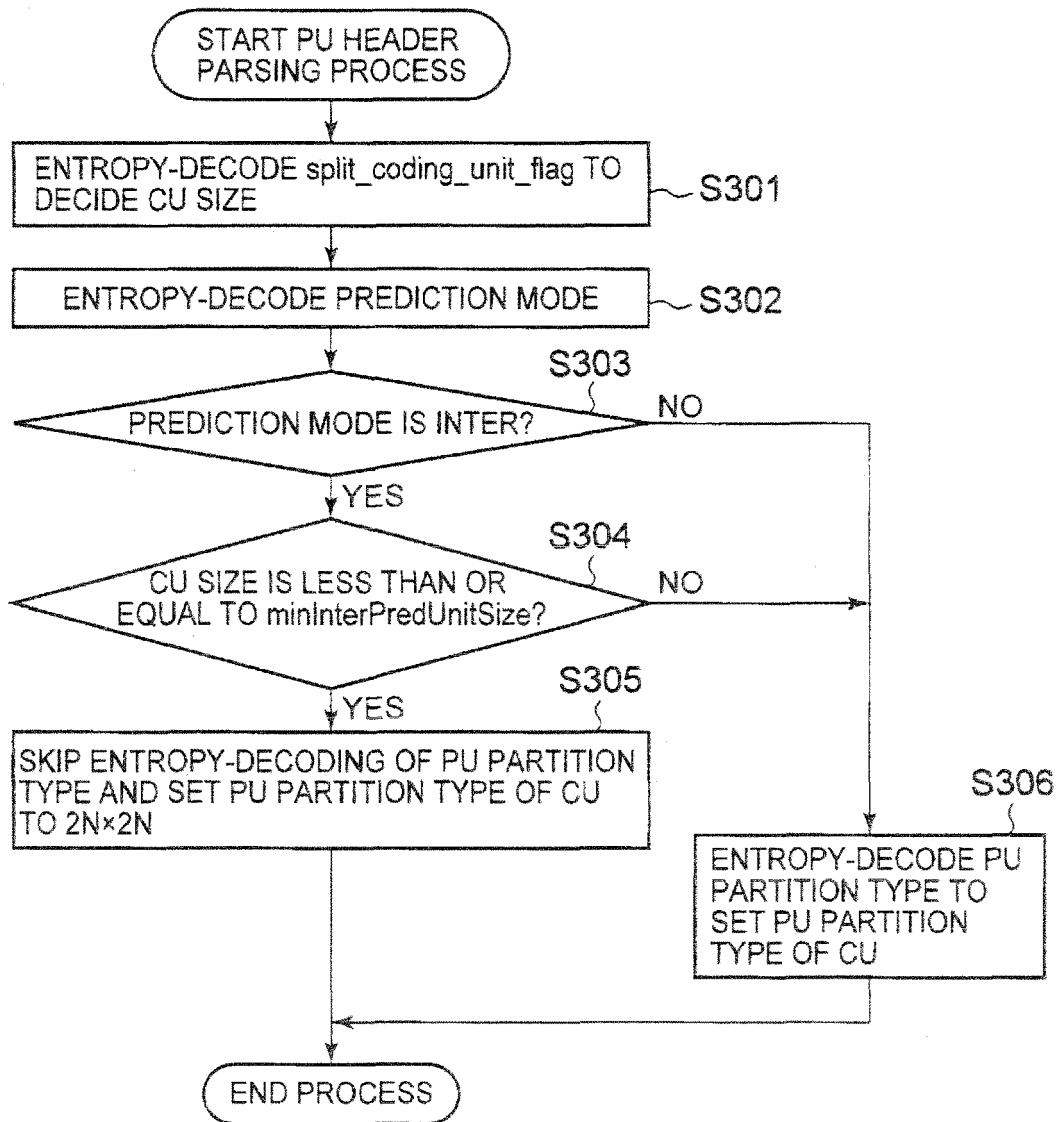 START PU HEADER
PARSING PROCESS
ENTROPY-DECODE split_coding_unit_flag TO
DECIDE CU SIZE
S301
ENTROPY-DECODE PREDICTION MODE
S302
S303
PREDICTION MODE IS INTER?
NO
YES
S304
CU SIZE IS LESS THAN OR
EQUAL TO minInterPredUnitSize?
NO
YES
S305
SKIP ENTROPY-DECODING OF PU PARTITION
TYPE AND SET PU PARTITION TYPE OF CU
TO 2N×2N
S306
ENTROPY-DECODE PU
PARTITION TYPE TO
SET PU PARTITION
TYPE OF CU
END PROCESS